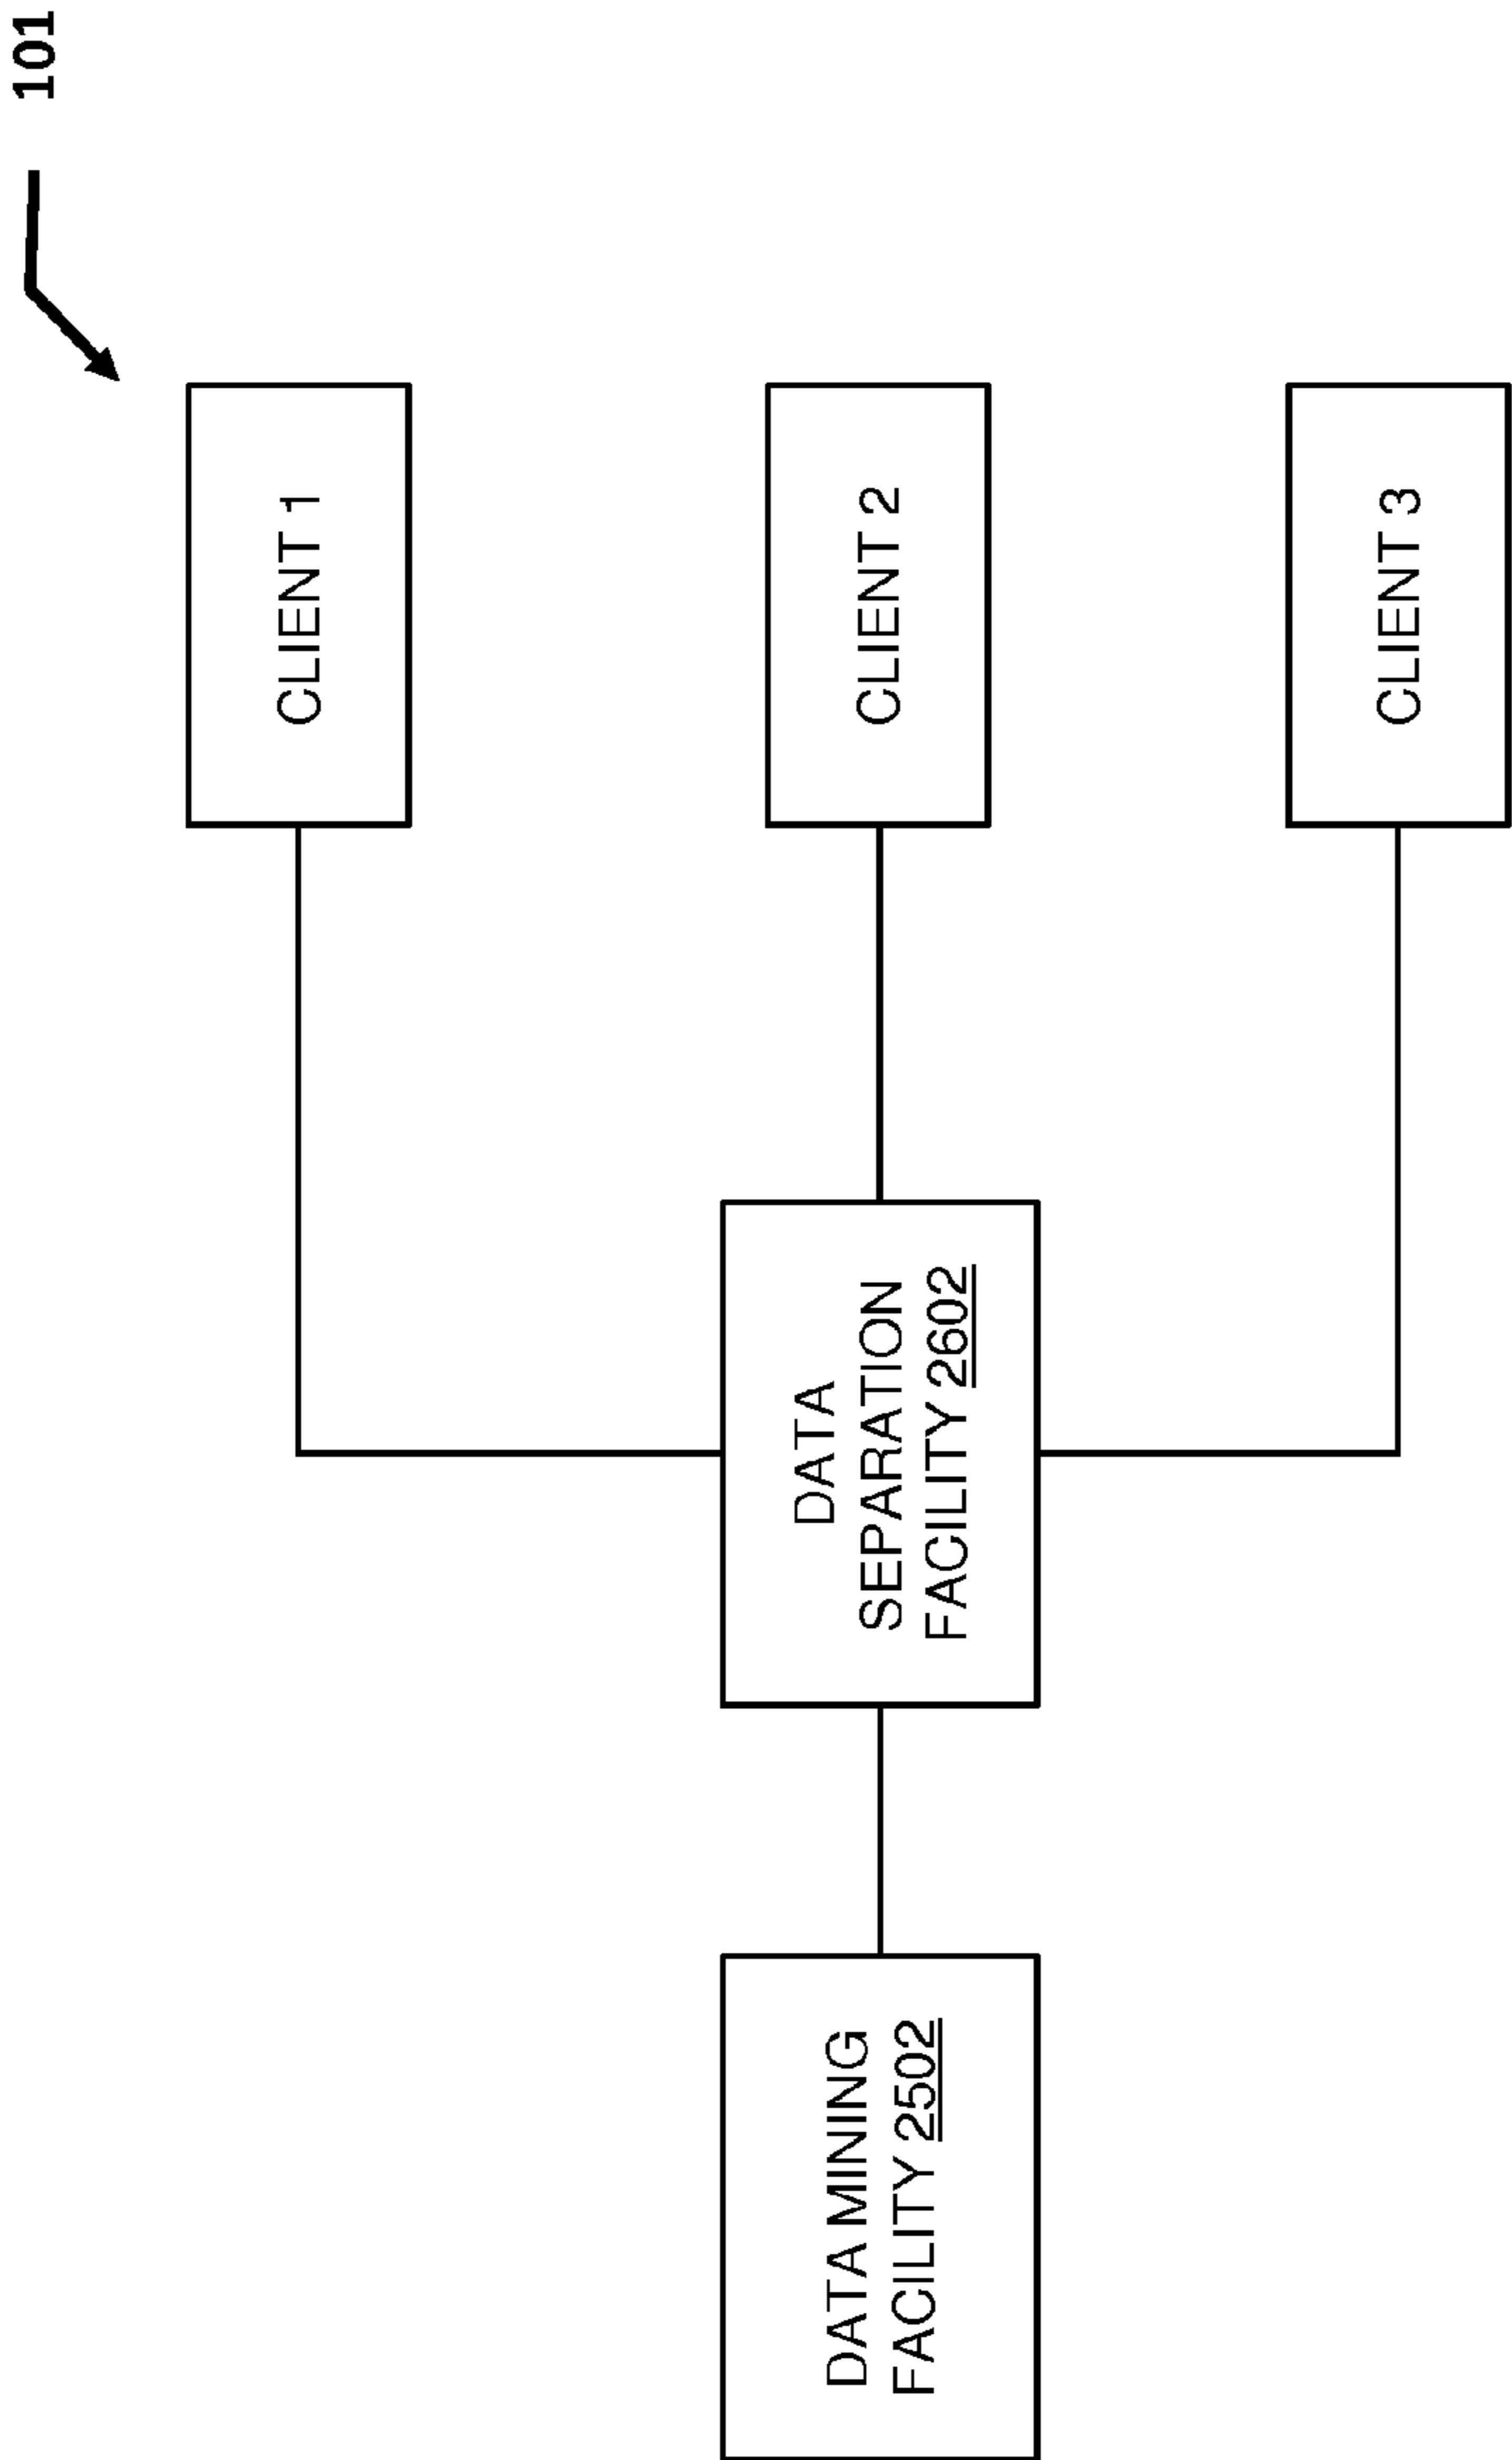 101
CLIENT 1
CLIENT 2
CLIENT 3
DATA
SEPARATION
FACILITY 2602
DATA MINING
FACILITY 2502